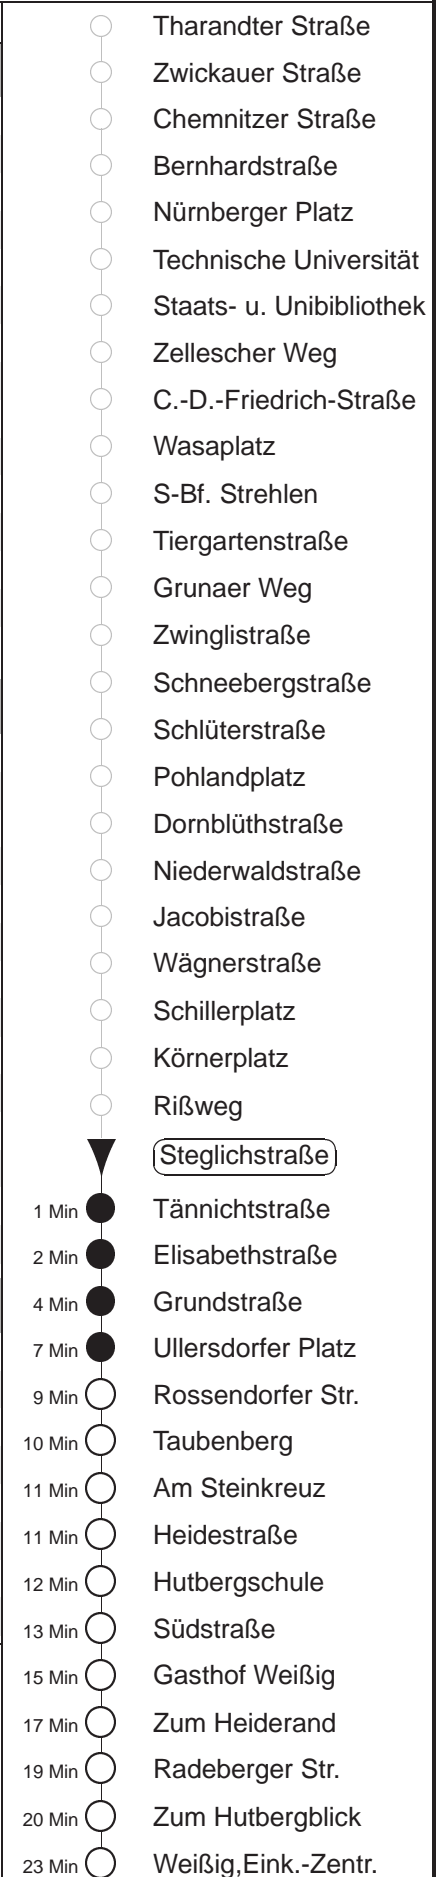 Tharandter Straße
Zwickauer Straße
Chemnitzer Straße
Bernhardstraße
Nürnberger Platz
Technische Universität
Staats- u. Unibibliothek
Zellescher Weg
C.-D.-Friedrich-Straße
Wasaplatz
S-Bf. Strehlen
Tiergartenstraße
Grunaer Weg
Zwinglistraße
Schneebergstraße
Schlüterstraße
Pohlandplatz
Dornblüthstraße
Niederwaldstraße
Jacobistraße
Wägnerstraße
Schillerplatz
Körnerplatz
Rißweg
Steglichstraße
1 Min Tännichtstraße
2 Min Elisabethstraße
4 Min Grundstraße
7 Min Ullersdorfer Platz
9 Min Rossendorfer Str.
10 Min Taubenberg
11 Min Am Steinkreuz
11 Min Heidestraße
12 Min Hutbergschule
13 Min Südstraße
15 Min Gasthof Weißig
17 Min Zum Heiderand
19 Min Radeberger Str.
20 Min Zum Hutbergblick
23 Min Weißig,Eink.-Zentr.